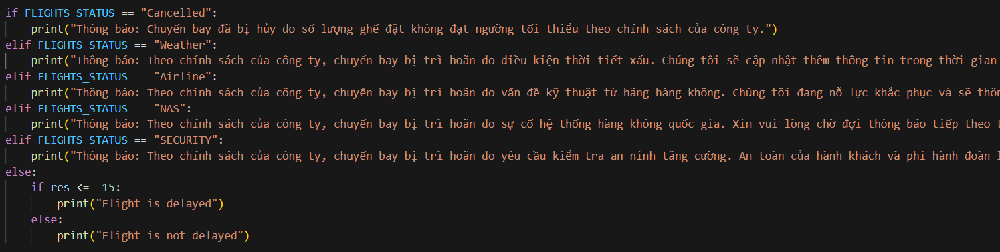 if FLIGHTS_STATUS == "Cancelled":
    print("Thông báo: Chuyến bay đã bị hủy do số lượng ghế đặt không đạt ngưỡng tối thiểu theo chính sách của công ty.")
elif FLIGHTS_STATUS == "Weather":
    print("Thông báo: Theo chính sách của công ty, chuyến bay bị trì hoãn do điều kiện thời tiết xấu. Chúng tôi sẽ cập nhật thêm thông tin trong thời gian
elif FLIGHTS_STATUS == "Airline":
    print("Thông báo: Theo chính sách của công ty, chuyến bay bị trì hoãn do vấn đề kỹ thuật từ hãng hàng không. Chúng tôi đang nỗ lực khắc phục và sẽ
elif FLIGHTS_STATUS == "NAS":
    print("Thông báo: Theo chính sách của công ty, chuyến bay bị trì hoãn do sự cố hệ thống hàng không quốc gia. Xin vui lòng chờ đợi thông báo tiếp theo
elif FLIGHTS_STATUS == "SECURITY":
    print("Thông báo: Theo chính sách của công ty, chuyến bay bị trì hoãn do yêu cầu kiểm tra an ninh tăng cường. An toàn của hành khách và phi hành đoàn
else:
    if res <= -15:
        print("Flight is delayed")
    else:
        print("Flight is not delayed")